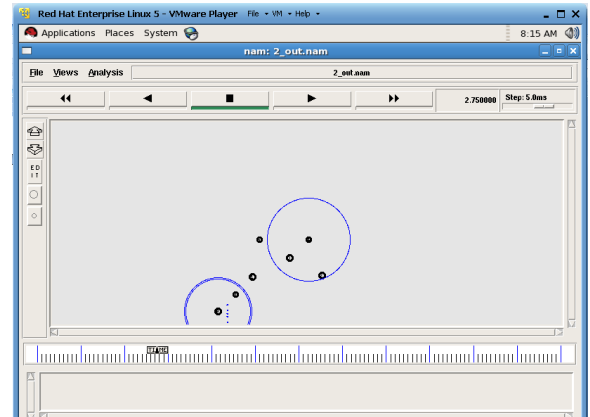 Red Hat Enterprise Linux 5 - VMware Player File VM Help
Applications Places System 8:15 AM
nam: 2_out.nam
File Views Analysis 2_out.nam
2.750000 Step: 5.0ms
E D
I T
TIME